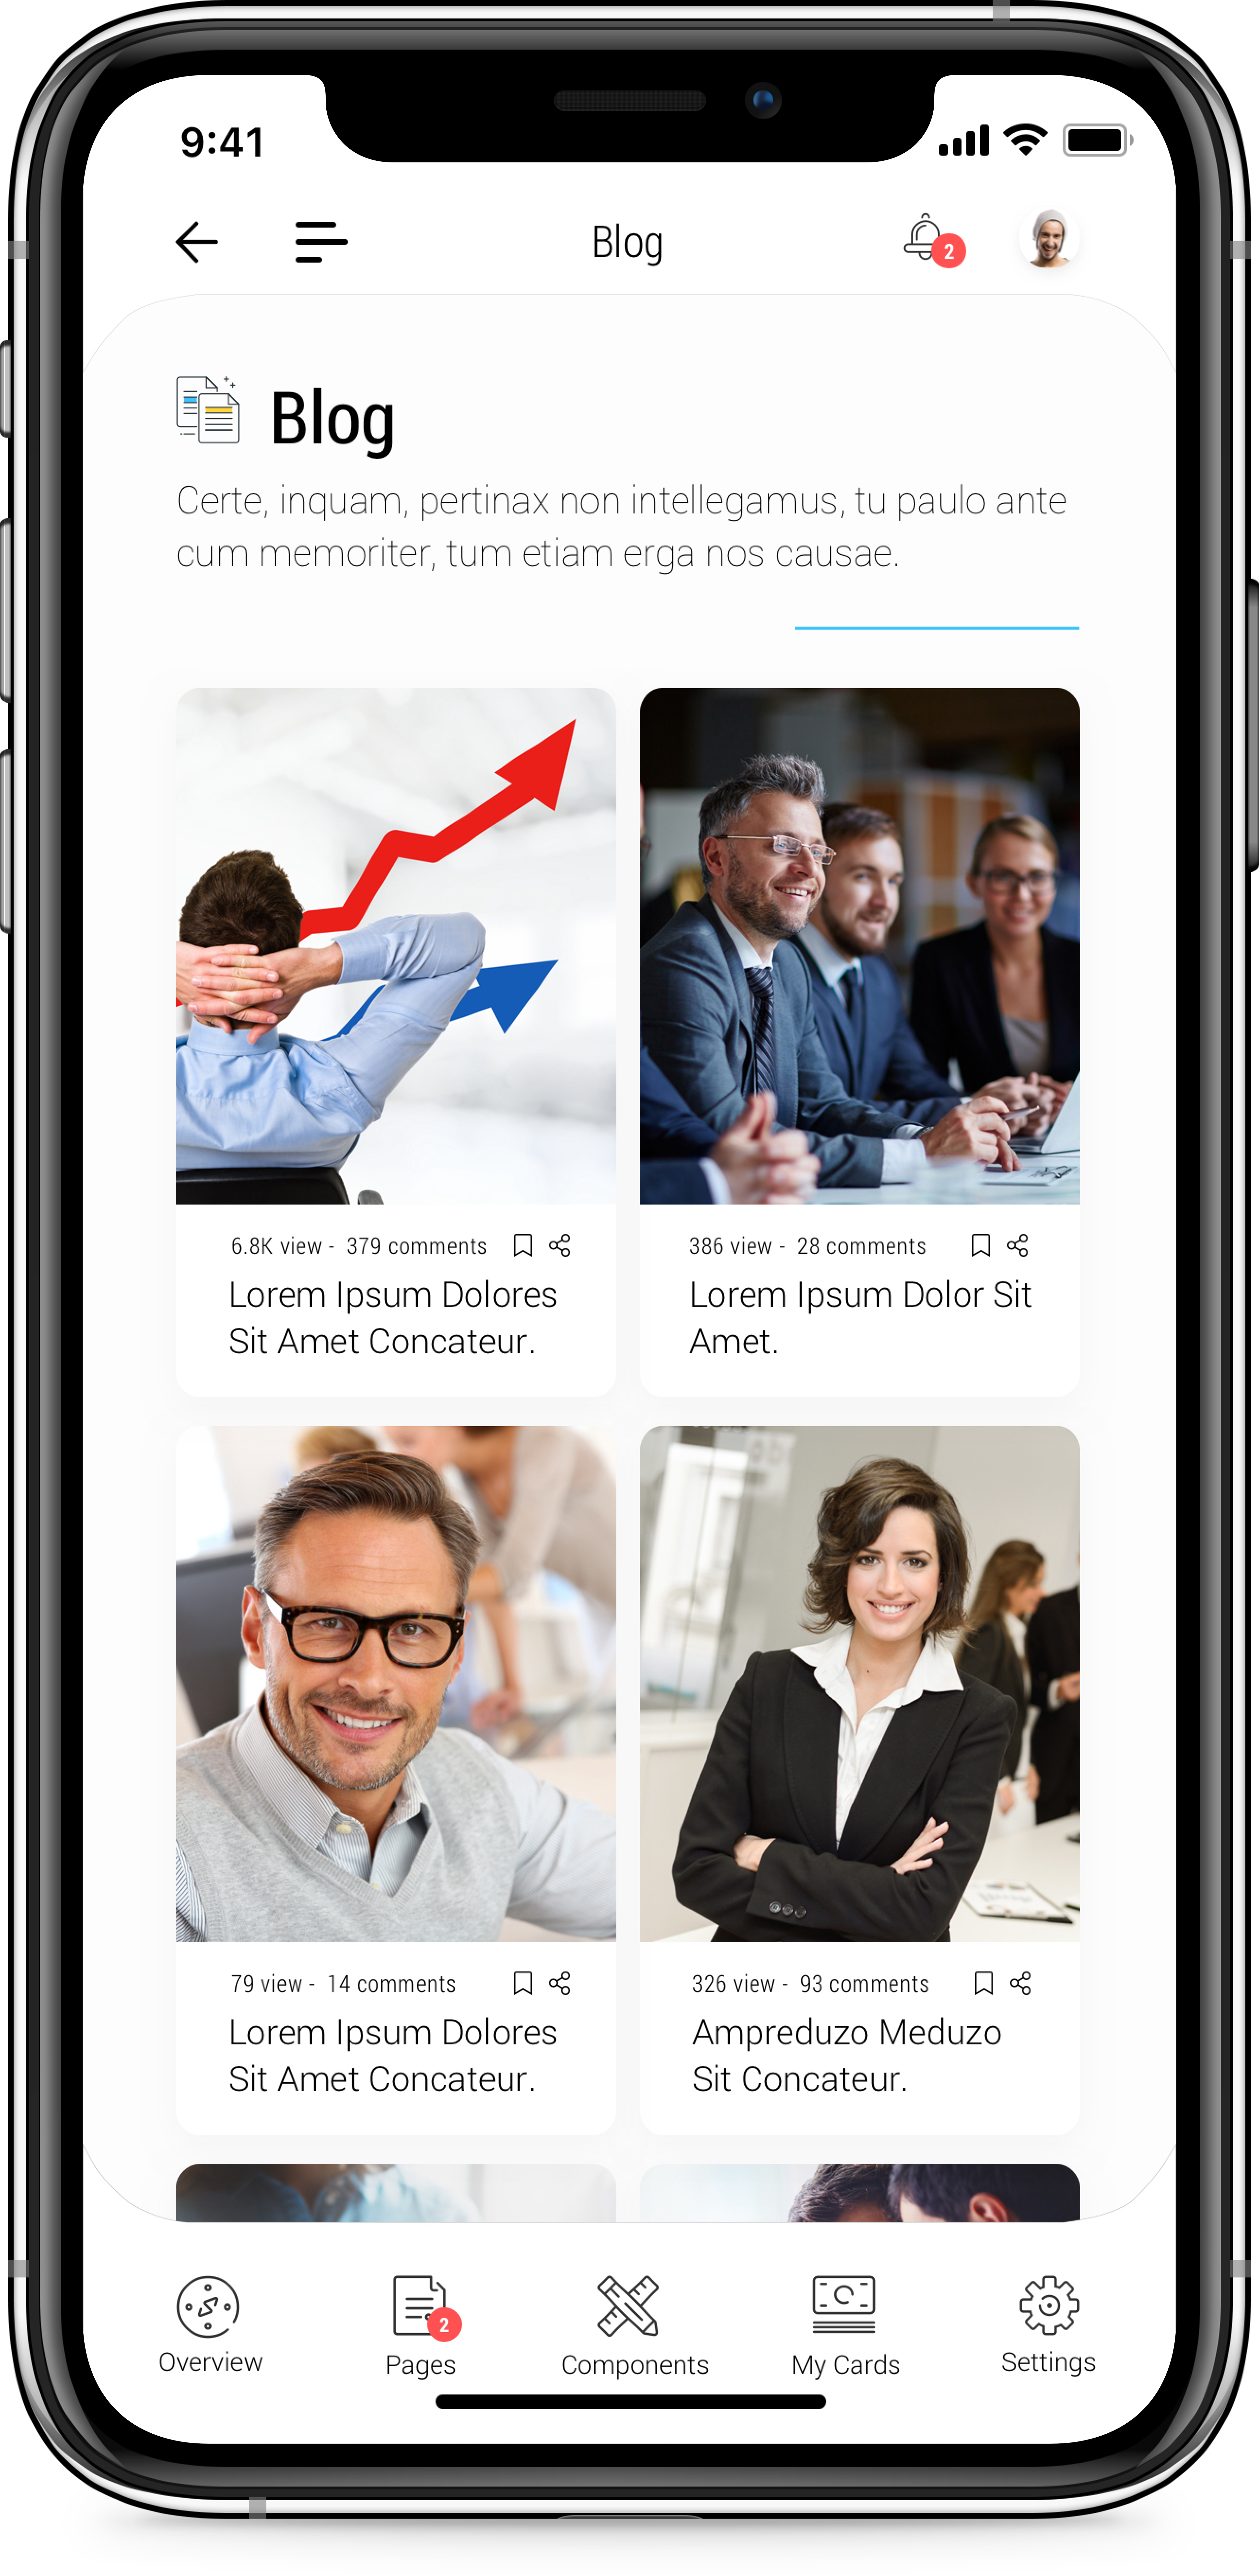 9:41
Blog
2
Blog
Certe, inquam, pertinax non intellegamus, tu paulo ante
cum memoriter, tum etiam erga nos causae.
6.8K view - 379 comments
Lorem Ipsum Dolores
Sit Amet Concateur.
386 view - 28 comments
Lorem Ipsum Dolor Sit
Amet.
79 view - 14 comments
Lorem Ipsum Dolores
Sit Amet Concateur.
326 view - 93 comments
Ampreduzo Meduzo
Sit Concateur.
2
Overview
Pages
Components
My Cards
Settings